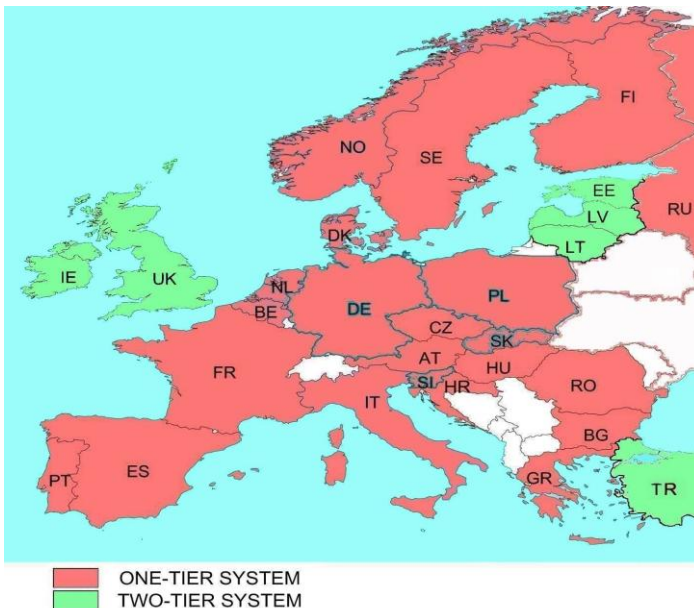 FI
NO
SE
EE
RU
LV
DK
LT
IE
UK
NL
DE
PL
BE
CZ
SK
AT
FR
HU
SI
HR
RO
IT
BG
PT
ES
GR
TR
ONE-TIER SYSTEM
TWO-TIER SYSTEM